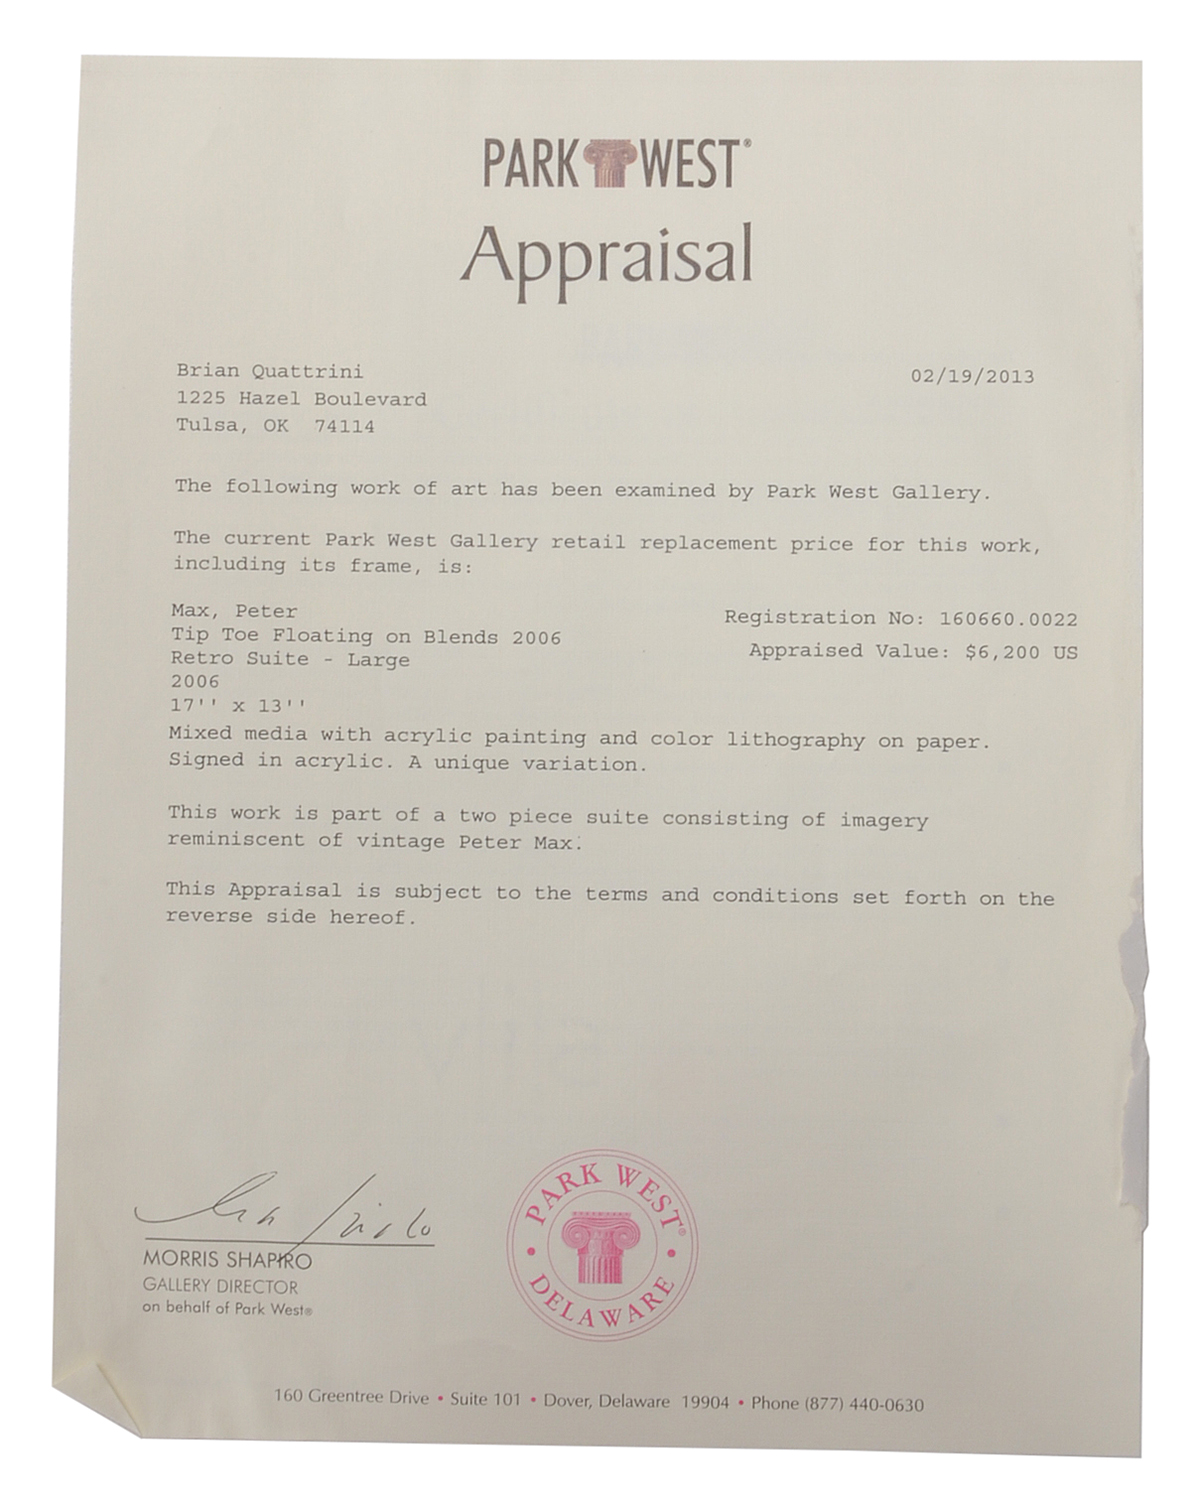 PARK WEST®
Appraisal
Brian Quattrini
02/19/2013
1225 Hazel Boulevard
Tulsa, OK 74114
The following work of art has been examined by Park West Gallery.
The current Park West Gallery retail replacement price for this work,
including its frame, is:
Max, Peter
Registration No: 160660.0022
Tip Toe Floating on Blends 2006
Appraised Value: $6,200 US
Retro Suite - Large
2006
17'' x 13''
Mixed media with acrylic painting and color lithography on paper.
Signed in acrylic. A unique variation.
This work is part of a two piece suite consisting of imagery
reminiscent of vintage Peter Max.
This Appraisal is subject to the terms and conditions set forth on the
reverse side hereof.
MORRIS SHAPIRO
GALLERY DIRECTOR
on behalf of Park West®
PARK WEST®
• DELAWARE •
160 Greentree Drive • Suite 101 • Dover, Delaware 19904 • Phone (877) 440-0630